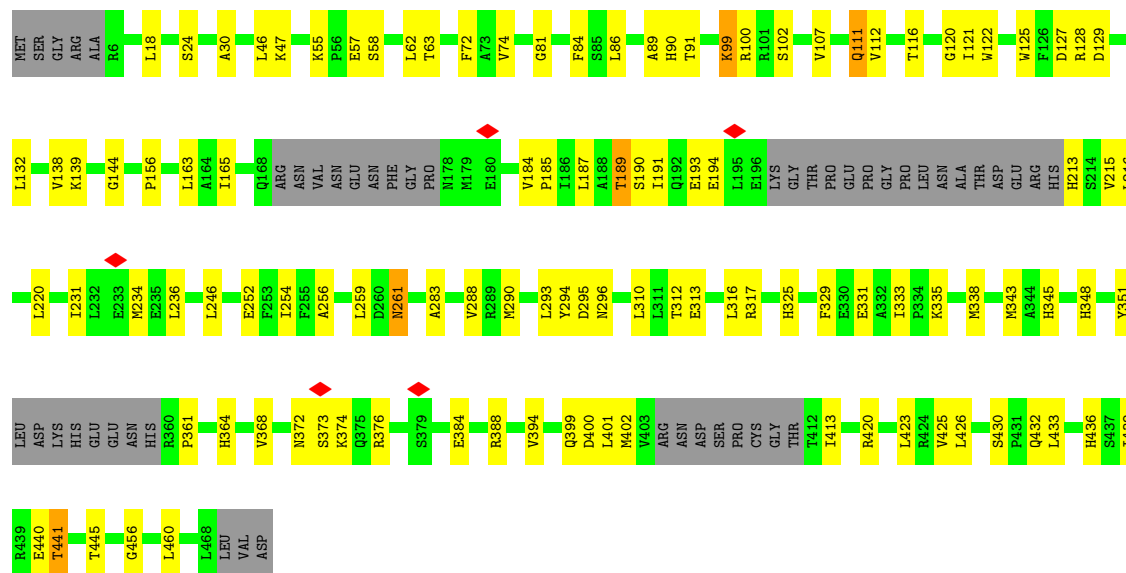 MET SER GLY ARG ALA R6 L18 S24 A30 L46 K47 K55 P56 E57 S58 L62 T63 F72 A73 V74 G81 F84 S85 L86 A89 H90 T91 K99 R100 R101 S102 V107 Q111 V112 T116 G120 I121 W122 W125 F126 D127 R128 D129
L132 V138 K139 G144 P156 L163 A164 I165 Q168 ARG ASN VAL ASN GLU ASN PHE GLY PRO N178 M179 E180 V184 P185 I186 L187 A188 T189 S190 I191 Q192 E193 E194 L195 E196 LYS GLY THR PRO GLU PRO GLY PRO LEU ASN ALA THR ASP GLU ARG HIS H213 S214 V215
L220 I231 L232 E233 M234 E235 L236 L246 E252 F253 I254 F255 A256 L259 D260 N261 A283 V288 R289 M290 L293 Y294 D295 N296 L310 L311 T312 E313 L316 R317 H325 F329 E330 E331 A332 I333 P334 K335 M338 M343 A344 H345 H348 Y351
LEU ASP LYS HIS GLU GLU ASN HIS R360 P361 H364 V368 N372 S373 K374 Q375 R376 S379 E384 R388 V394 Q399 D400 L401 M402 V403 ARG ASN ASP SER PRO CYS GLY THR T412 I413 R420 L423 R424 V425 L426 S430 P431 Q432 L433 H436 S437
R439 E440 T441 T445 G456 L460 L468 LEU VAL ASP